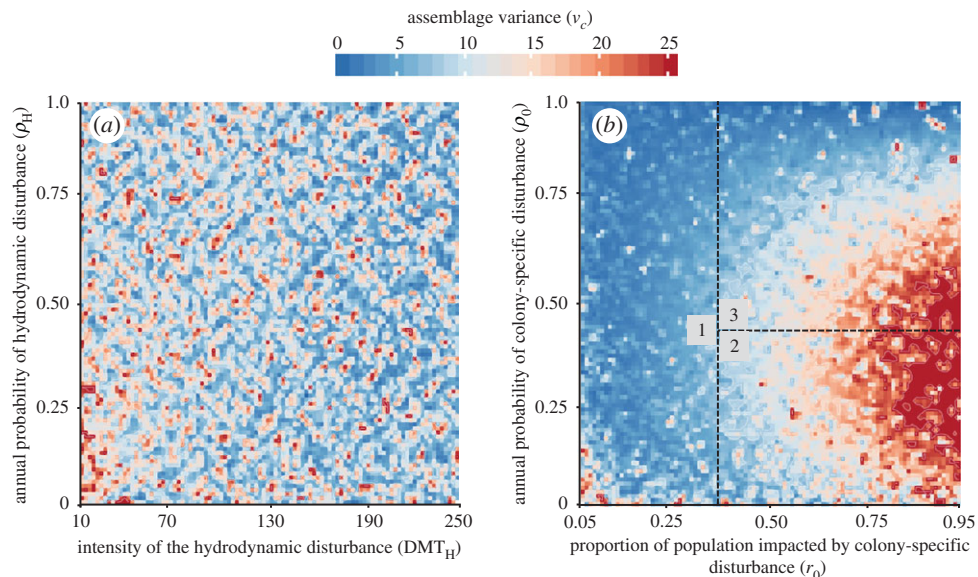 assemblage variance (v_c)
0 5 10 15 20 25
(a)
annual probability of hydrodynamic disturbance (ρ_H)
1.0
0.75
0.50
0.25
0
10 70 130 190 250
intensity of the hydrodynamic disturbance (DMT_H)
(b)
annual probability of colony-specific disturbance (ρ_0)
1.0
0.75
0.50
0.25
0
1
3
2
0.05 0.25 0.50 0.75 0.95
proportion of population impacted by colony-specific
disturbance (r_0)